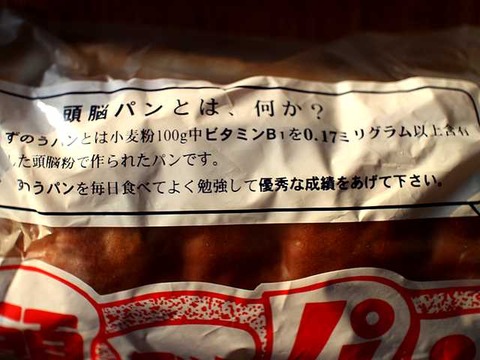 頭脳パンとは、何か?
ずのうパンとは小麦粉100g中ビタミンB₁を0.17ミリグラム以上含有
した頭脳粉で作られたパンです。
のうパンを毎日食べてよく勉強して優秀な成績をあげて下さい。
頭 パ